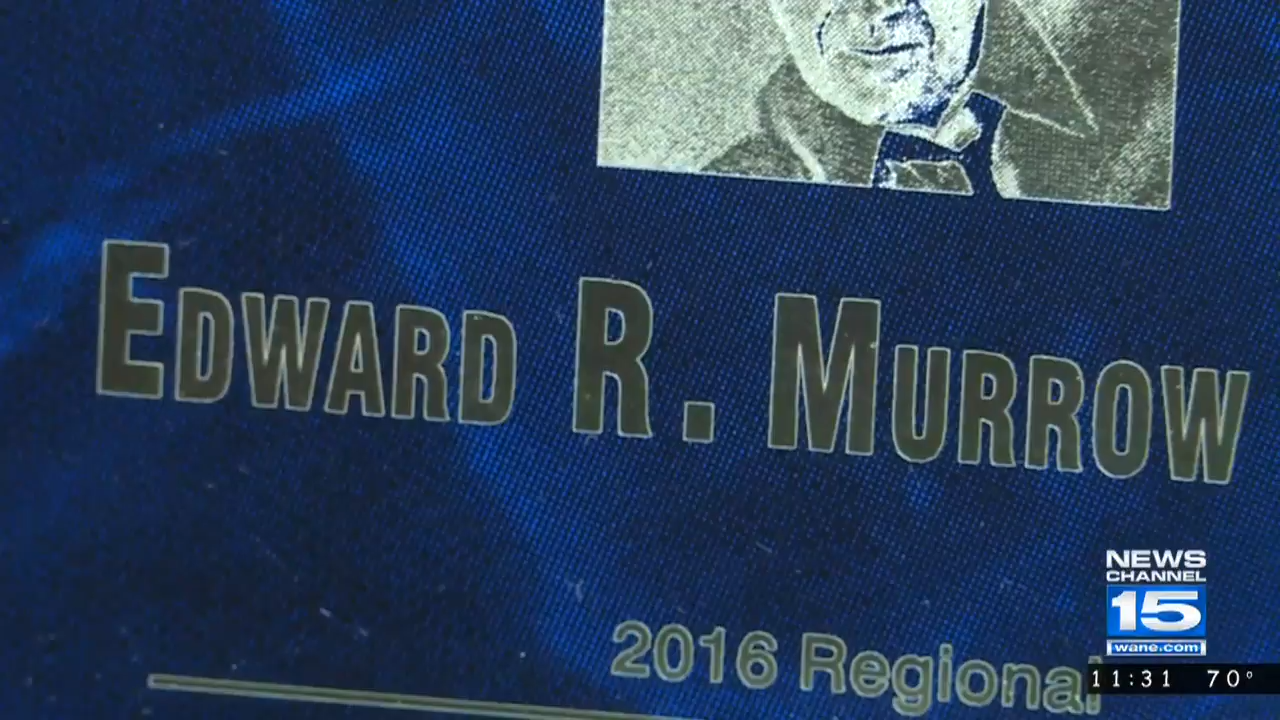 EDWARD R. MURROW
2016 Regional
NEWS
CHANNEL
15
wane.com
11:31 70°